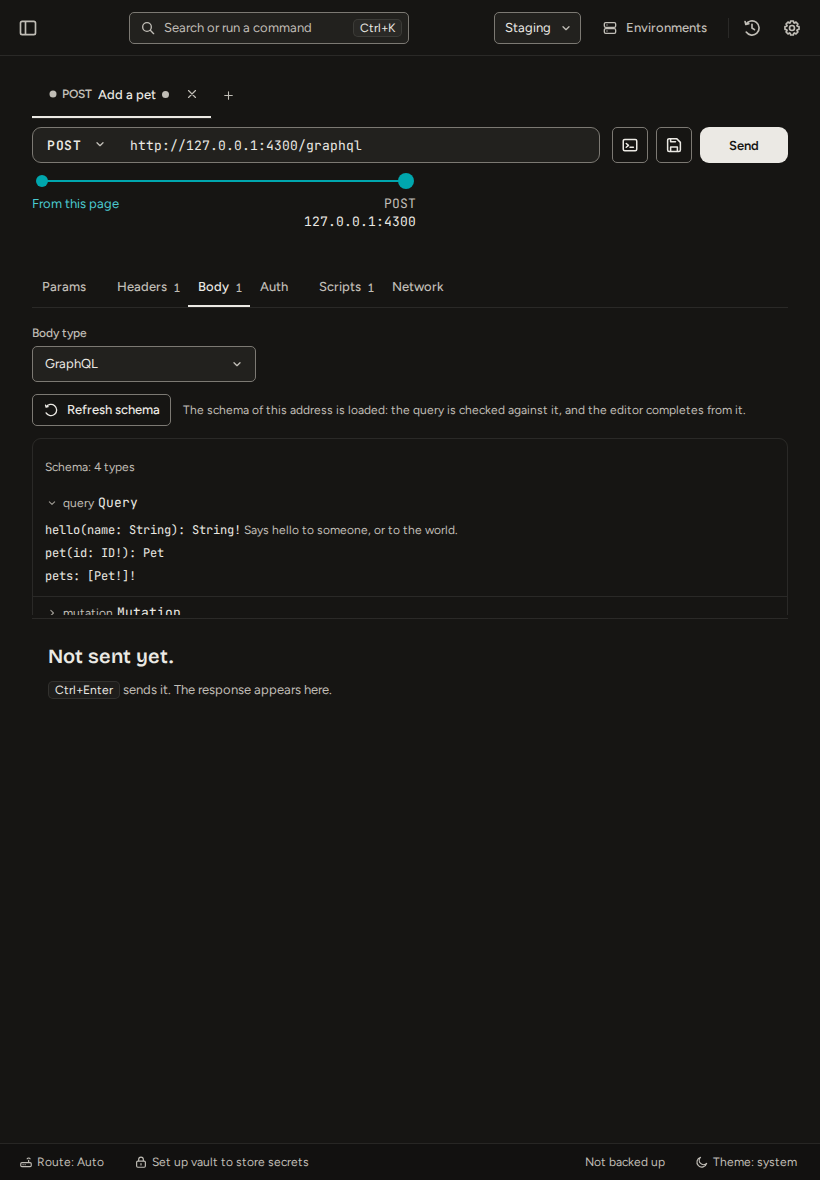 Search or run a command Ctrl+K Staging Environments
POST Add a pet
POST http://127.0.0.1:4300/graphql Send
From this page POST
127.0.0.1:4300
Params Headers 1 Body 1 Auth Scripts 1 Network
Body type
GraphQL
Refresh schema The schema of this address is loaded: the query is checked against it, and the editor completes from it.
Schema: 4 types
query Query
hello(name: String): String! Says hello to someone, or to the world.
pet(id: ID!): Pet
pets: [Pet!]!
mutation Mutation
Not sent yet.
Ctrl+Enter sends it. The response appears here.
Route: Auto Set up vault to store secrets Not backed up Theme: system